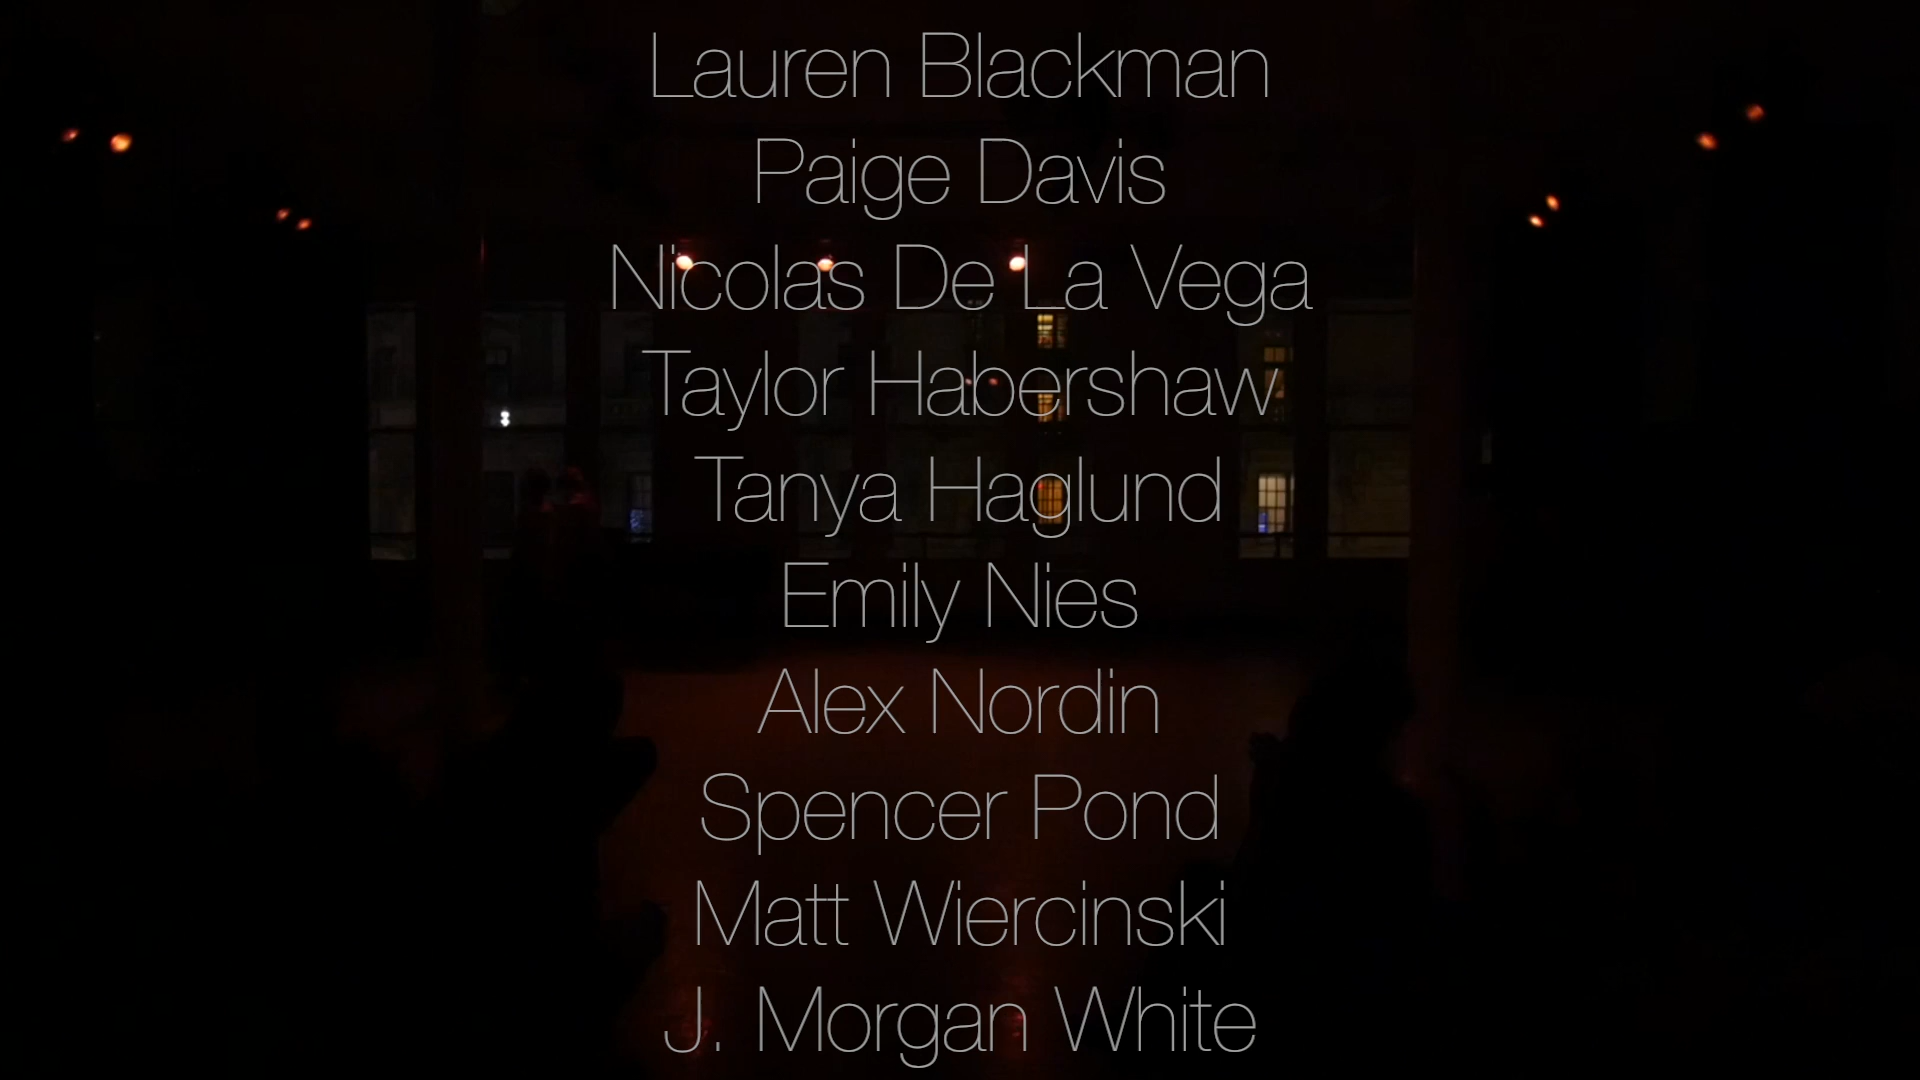 Lauren Blackman
Paige Davis
Nicolas De La Vega
Taylor Habershaw
Tanya Haglund
Emily Nies
Alex Nordin
Spencer Pond
Matt Wiercinski
J. Morgan White